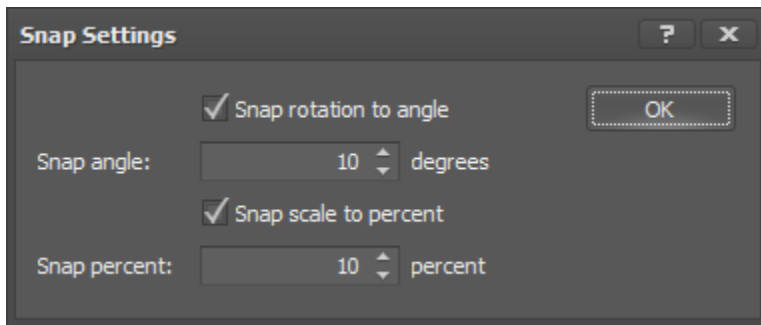 Snap Settings ? x
Snap rotation to angle OK
Snap angle: 10 degrees
Snap scale to percent
Snap percent: 10 percent